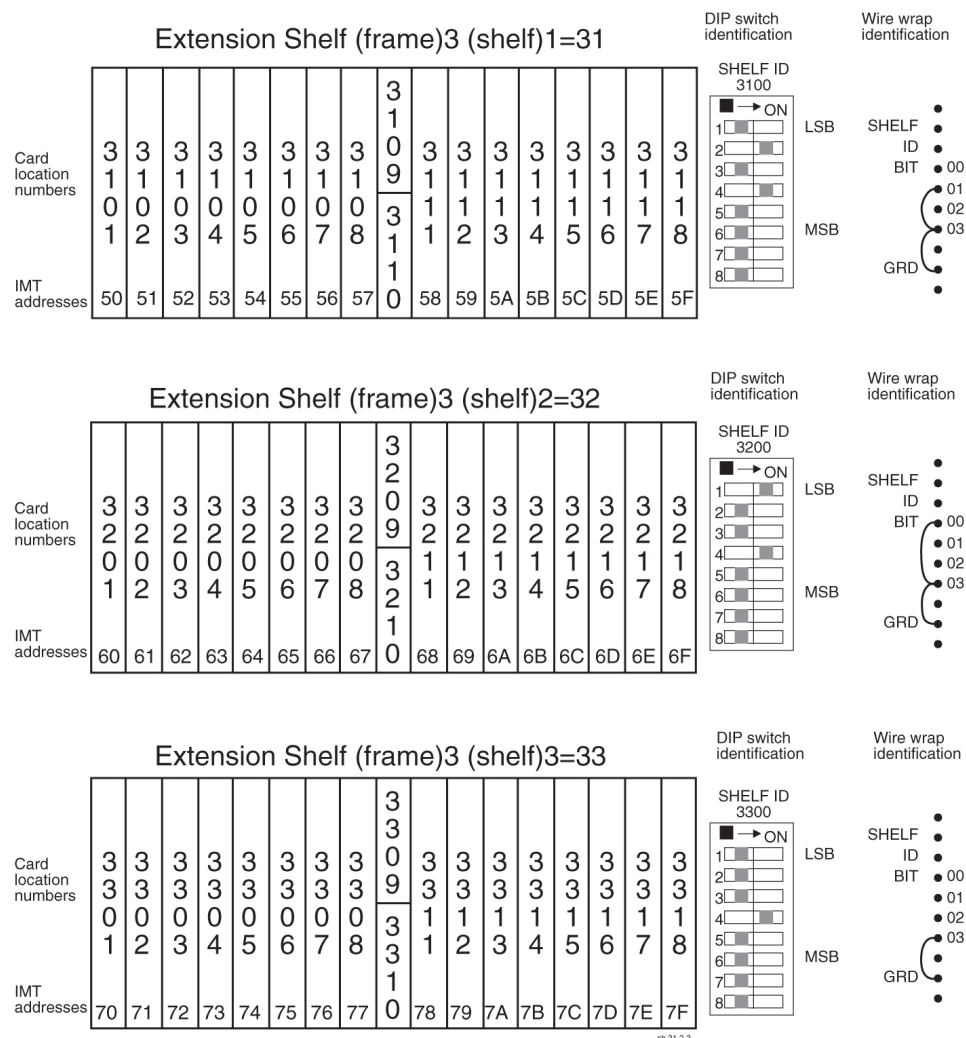 Extension Shelf (frame)3 (shelf)1=31
DIP switch identification
Wire wrap identification
SHELF ID
3100
ON
Card location numbers
3101 3102 3103 3104 3105 3106 3107 3108 3109 3110 3111 3112 3113 3114 3115 3116 3117 3118
IMT addresses
50 51 52 53 54 55 56 57 58 59 5A 5B 5C 5D 5E 5F
1
2
3
4
5
6
7
8
LSB
MSB
SHELF
ID
BIT
00
01
02
03
GRD
Extension Shelf (frame)3 (shelf)2=32
DIP switch identification
Wire wrap identification
SHELF ID
3200
ON
Card location numbers
3201 3202 3203 3204 3205 3206 3207 3208 3209 3210 3211 3212 3213 3214 3215 3216 3217 3218
IMT addresses
60 61 62 63 64 65 66 67 68 69 6A 6B 6C 6D 6E 6F
1
2
3
4
5
6
7
8
LSB
MSB
SHELF
ID
BIT
00
01
02
03
GRD
Extension Shelf (frame)3 (shelf)3=33
DIP switch identification
Wire wrap identification
SHELF ID
3300
ON
Card location numbers
3301 3302 3303 3304 3305 3306 3307 3308 3309 3310 3311 3312 3313 3314 3315 3316 3317 3318
IMT addresses
70 71 72 73 74 75 76 77 78 79 7A 7B 7C 7D 7E 7F
1
2
3
4
5
6
7
8
LSB
MSB
SHELF
ID
BIT
00
01
02
03
GRD